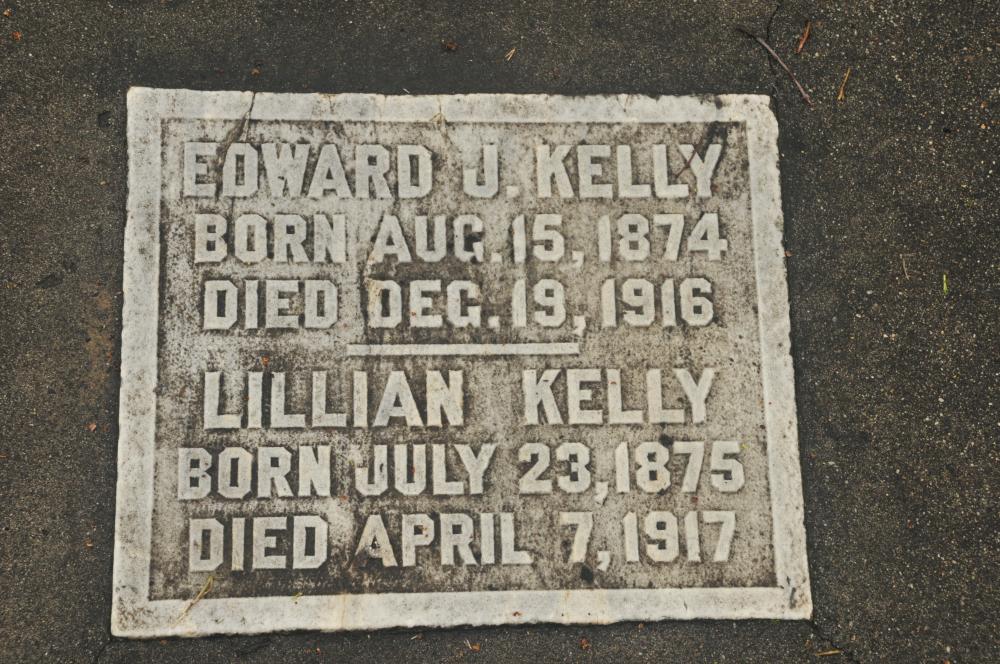 EDWARD J. KELLY
BORN AUG. 15, 1874
DIED DEC. 19, 1916
LILLIAN KELLY
BORN JULY 23, 1875
DIED APRIL 7, 1917